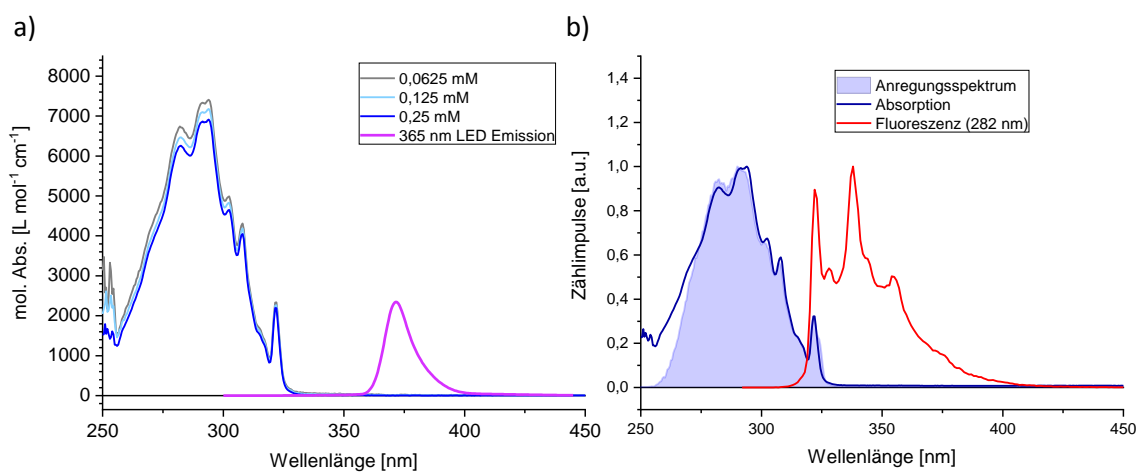 a)
mol. Abs. [L mol⁻¹ cm⁻¹]
8000
7000
6000
5000
4000
3000
2000
1000
0
250
300
350
400
450
Wellenlänge [nm]
0,0625 mM
0,125 mM
0,25 mM
365 nm LED Emission
b)
Zählimpulse [a.u.]
1,4
1,2
1,0
0,8
0,6
0,4
0,2
0,0
250
300
350
400
450
Wellenlänge [nm]
Anregungsspektrum
Absorption
Fluoreszenz (282 nm)